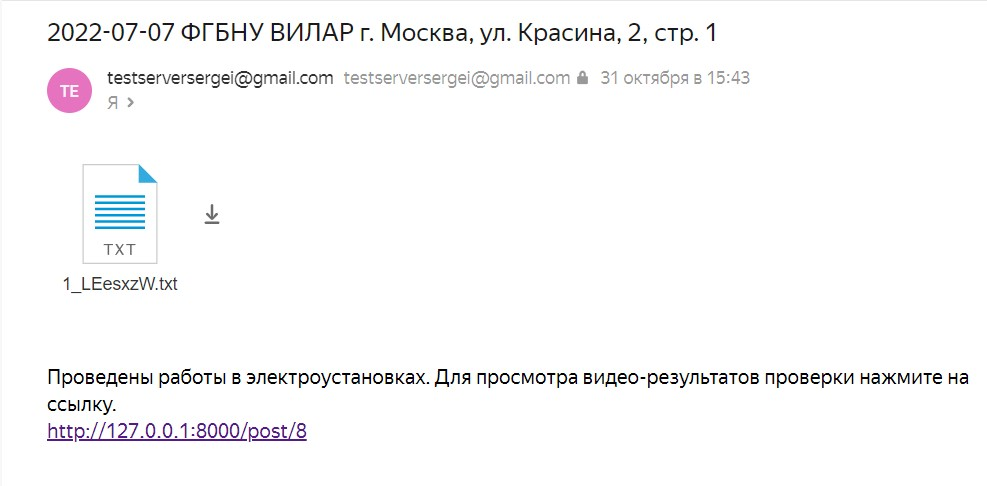 2022-07-07 ФГБНУ ВИЛАР г. Москва, ул. Красина, 2, стр. 1
TE
testserversergei@gmail.com testserversergei@gmail.com 31 октября в 15:43
Я >
TXT
1_LEesxzW.txt
Проведены работы в электроустановках. Для просмотра видео-результатов проверки нажмите на
ссылку.
http://127.0.0.1:8000/post/8